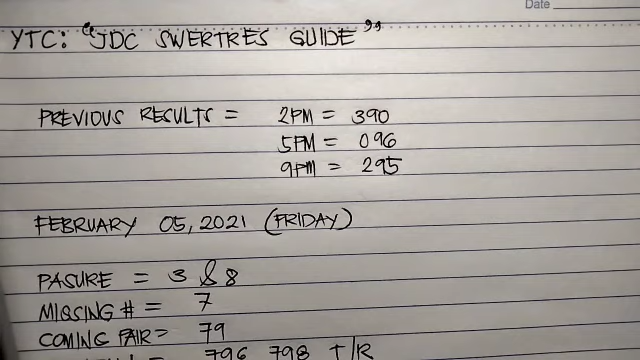 Date
YTC: "JDC SWERTRES GUIDE"
PREVIOUS RESULTS = 2PM = 390
5PM = 096
9PM = 295
FEBRUARY 05, 2021 (FRIDAY)
PASURE = 3 & 8
MISSING # = 7
COMING PAIR = 79
= 796 798 T/R